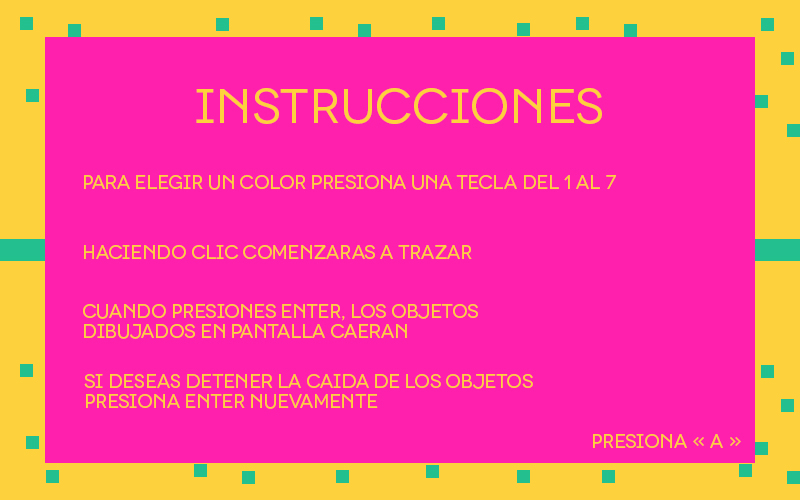 INSTRUCCIONES
PARA ELEGIR UN COLOR PRESIONA UNA TECLA DEL 1 AL 7
HACIENDO CLIC COMENZARAS A TRAZAR
CUANDO PRESIONES ENTER, LOS OBJETOS
DIBUJADOS EN PANTALLA CAERAN
SI DESEAS DETENER LA CAIDA DE LOS OBJETOS
PRESIONA ENTER NUEVAMENTE
PRESIONA « A »